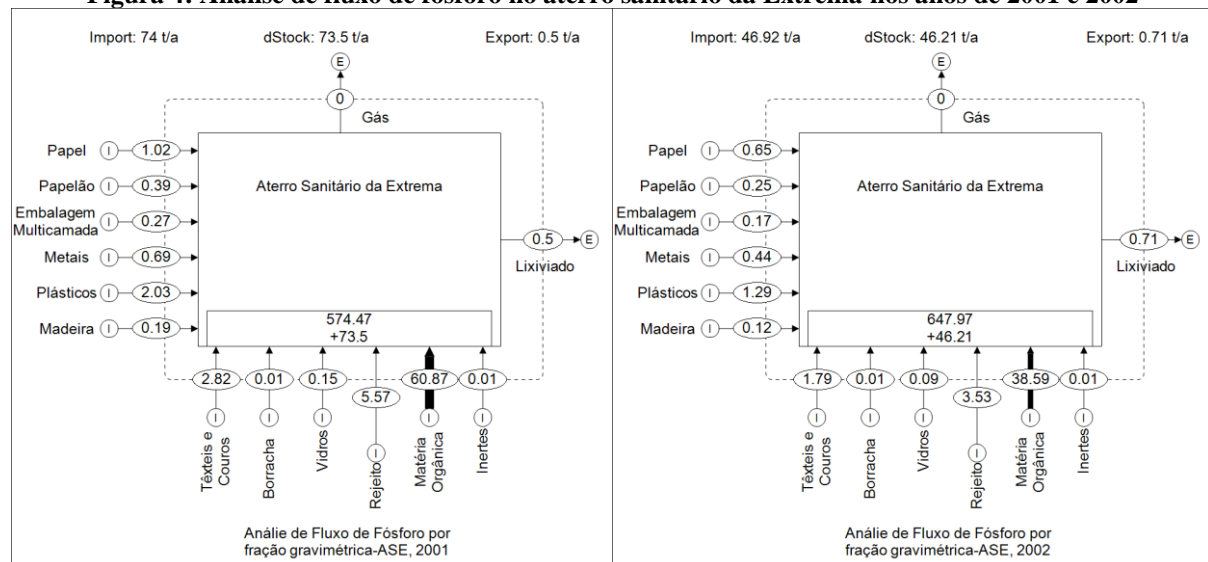 Figura 4: Análise de fluxo de fósforo no aterro sanitário da Extrema nos anos de 2001 e 2002
Import: 74 t/a dStock: 73.5 t/a Export: 0.5 t/a
E
0
Gás
Papel I 1.02
Papelão I 0.39
Aterro Sanitário da Extrema
Embalagem
Multicamada I 0.27
Metais I 0.69
0.5 E
Lixiviado
Plásticos I 2.03
Madeira I 0.19
574.47
+73.5
2.82 0.01 0.15 5.57 60.87 0.01
I I I I I I
Têxteis e
Couros
Borracha
Vidros
Rejeito
Matéria
Orgânica
Inertes
Análie de Fluxo de Fósforo por
fração gravimétrica-ASE, 2001
Import: 46.92 t/a dStock: 46.21 t/a Export: 0.71 t/a
E
0
Gás
Papel I 0.65
Papelão I 0.25
Aterro Sanitário da Extrema
Embalagem
Multicamada I 0.17
Metais I 0.44
0.71 E
Lixiviado
Plásticos I 1.29
Madeira I 0.12
647.97
+46.21
1.79 0.01 0.09 3.53 38.59 0.01
I I I I I I
Têxteis e
Couros
Borracha
Vidros
Rejeito
Matéria
Orgânica
Inertes
Análie de Fluxo de Fósforo por
fração gravimétrica-ASE, 2002